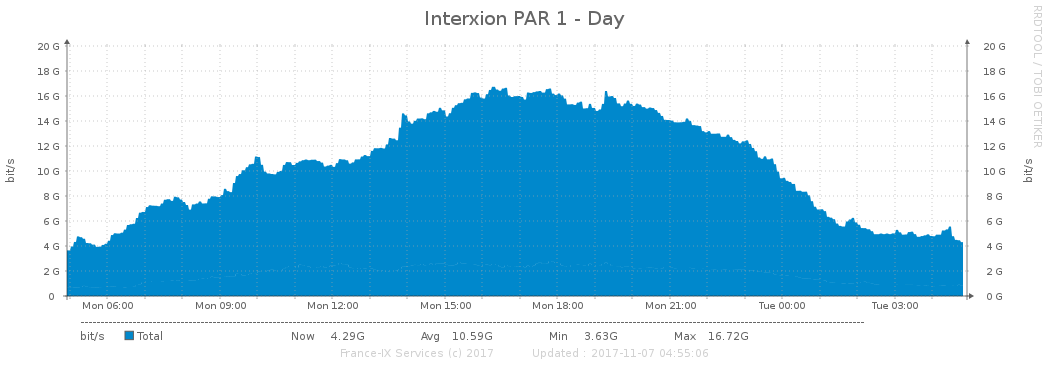 Interxion PAR 1 - Day
RRDTOOL / TOBI OETIKER
bit/s
bit/s
20 G 20 G
18 G 18 G
16 G 16 G
14 G 14 G
12 G 12 G
10 G 10 G
8 G 8 G
6 G 6 G
4 G 4 G
2 G 2 G
0 0 G
Mon 06:00 Mon 09:00 Mon 12:00 Mon 15:00 Mon 18:00 Mon 21:00 Tue 00:00 Tue 03:00
bit/s Total Now 4.29G Avg 10.59G Min 3.63G Max 16.72G
France-IX Services (c) 2017 Updated : 2017-11-07 04:55:06